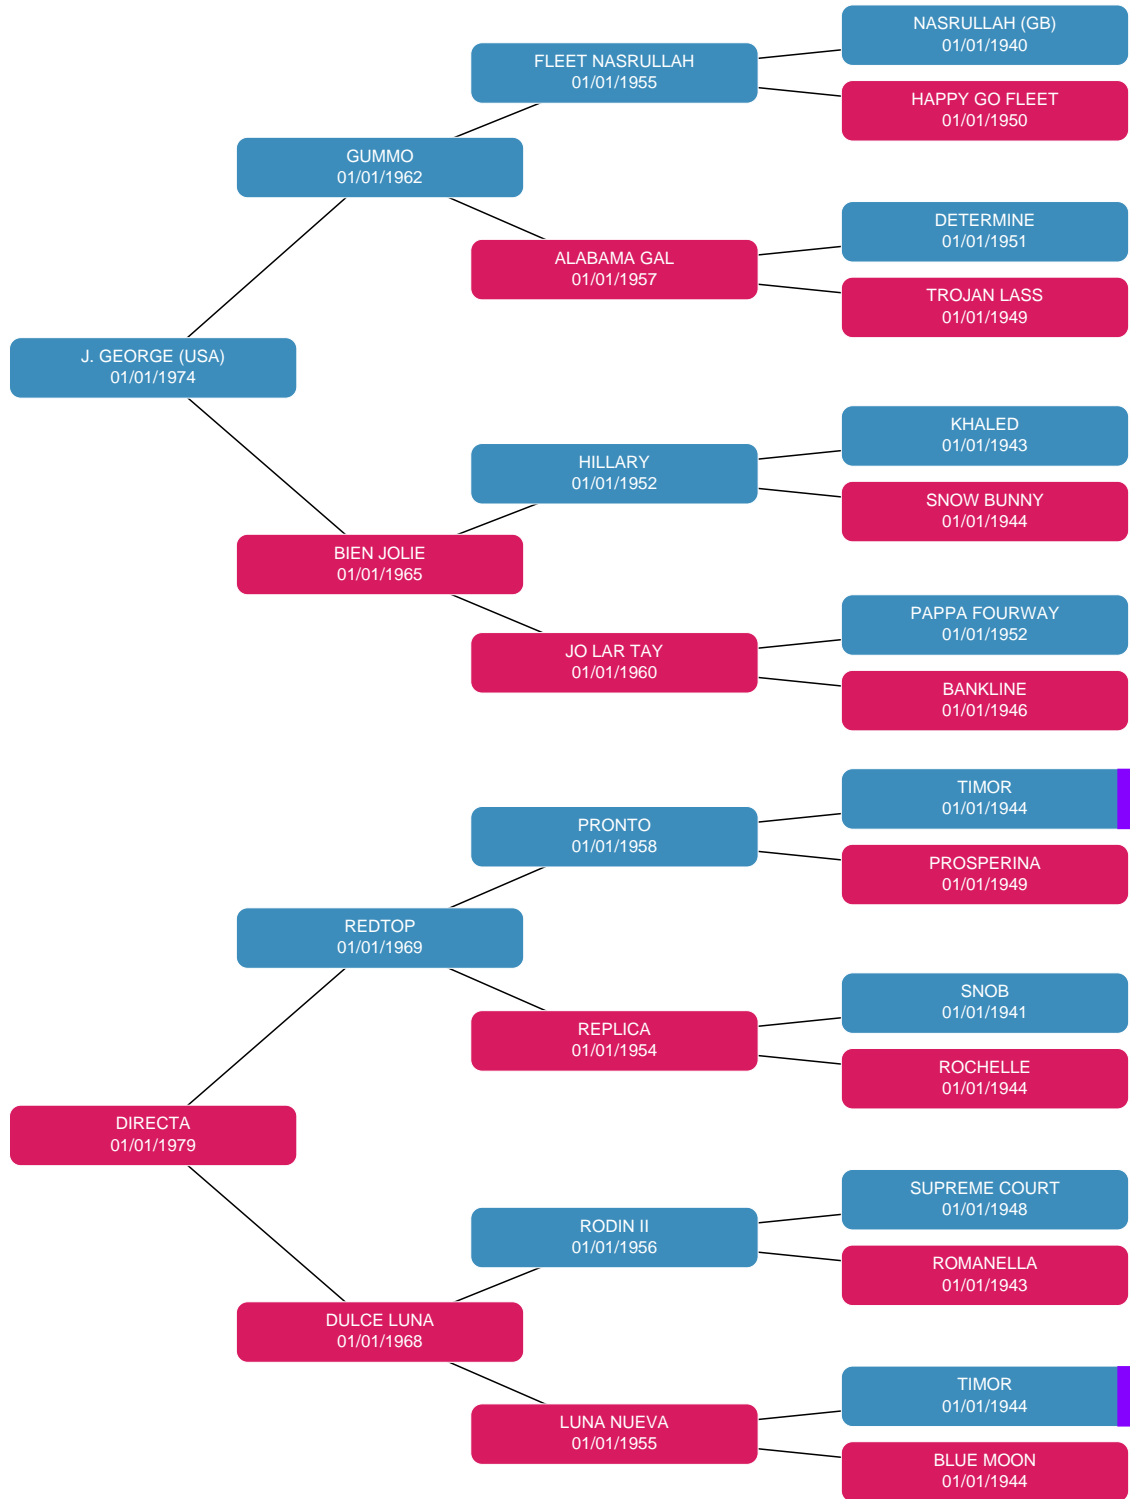 NASRULLAH (GB)
01/01/1940
FLEET NASRULLAH
01/01/1955
HAPPY GO FLEET
01/01/1950
GUMMO
01/01/1962
DETERMINE
01/01/1951
ALABAMA GAL
01/01/1957
TROJAN LASS
01/01/1949
J. GEORGE (USA)
01/01/1974
KHALED
01/01/1943
HILLARY
01/01/1952
SNOW BUNNY
01/01/1944
BIEN JOLIE
01/01/1965
PAPPA FOURWAY
01/01/1952
JO LAR TAY
01/01/1960
BANKLINE
01/01/1946
TIMOR
01/01/1944
PRONTO
01/01/1958
PROSPERINA
01/01/1949
REDTOP
01/01/1969
SNOB
01/01/1941
REPLICA
01/01/1954
ROCHELLE
01/01/1944
DIRECTA
01/01/1979
SUPREME COURT
01/01/1948
RODIN II
01/01/1956
ROMANELLA
01/01/1943
DULCE LUNA
01/01/1968
TIMOR
01/01/1944
LUNA NUEVA
01/01/1955
BLUE MOON
01/01/1944